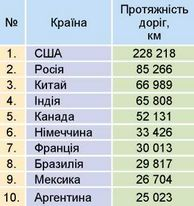 № Країна Протяжність доріг, км
1. США 228 218
2. Росія 85 266
3. Китай 66 989
4. Індія 65 808
5. Канада 52 131
6. Німеччина 33 426
7. Франція 30 013
8. Бразилія 29 817
9. Мексика 26 704
10. Аргентина 25 023